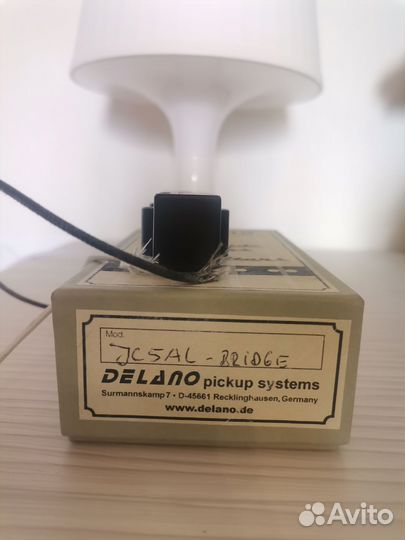 Mod.
JC5AL - BRIDGE
DELANO pickup systems
Surmannskamp 7 • D-45661 Recklinghausen, Germany
www.delano.de
Avito